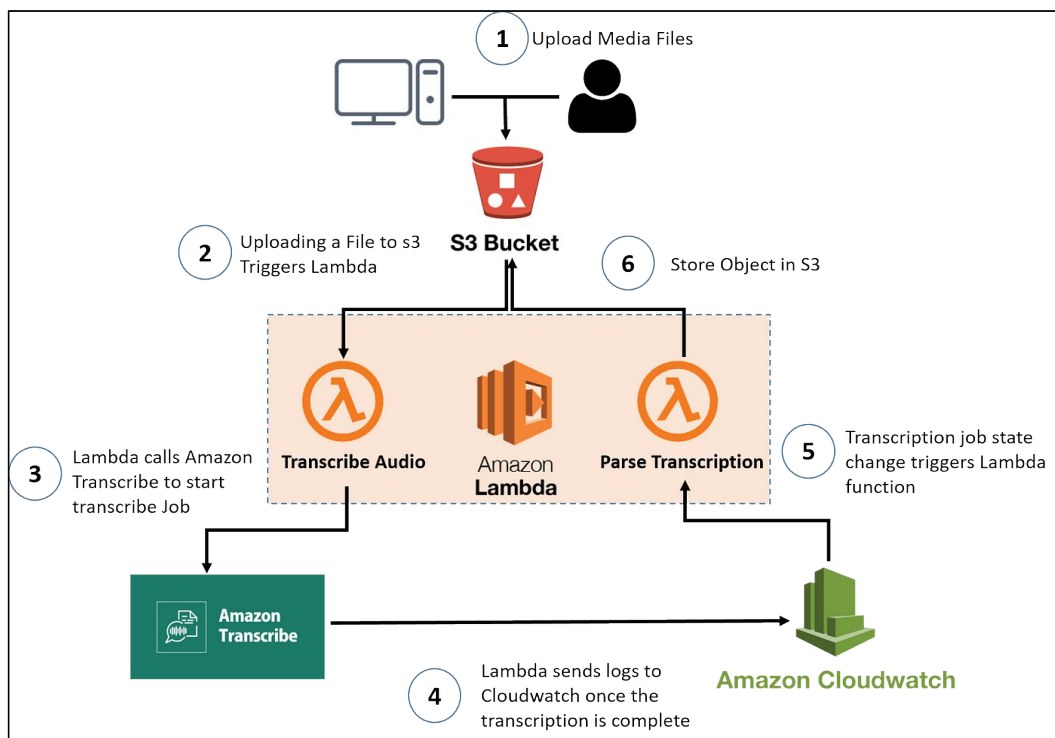 1
Upload Media Files
S3 Bucket
2
Uploading a File to s3
Triggers Lambda
6
Store Object in S3
λ
λ
Transcribe Audio
Amazon
Lambda
Parse Transcription
3
Lambda calls Amazon
Transcribe to start
transcribe Job
5
Transcription job state
change triggers Lambda
function
Amazon
Transcribe
Amazon Cloudwatch
4
Lambda sends logs to
Cloudwatch once the
transcription is complete